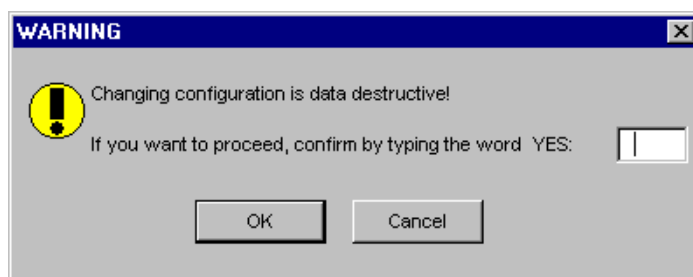 WARNING
Changing configuration is data destructive!
If you want to proceed, confirm by typing the word YES:
OK Cancel